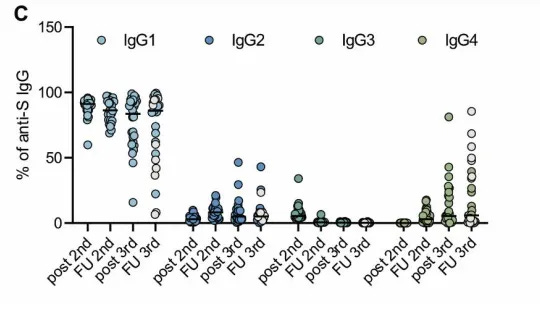 C
IgG1 IgG2 IgG3 IgG4
% of anti-S IgG
150
100
50
0
post 2nd FU 2nd post 3rd FU 3rd post 2nd FU 2nd post 3rd FU 3rd post 2nd FU 2nd post 3rd FU 3rd post 2nd FU 2nd post 3rd FU 3rd